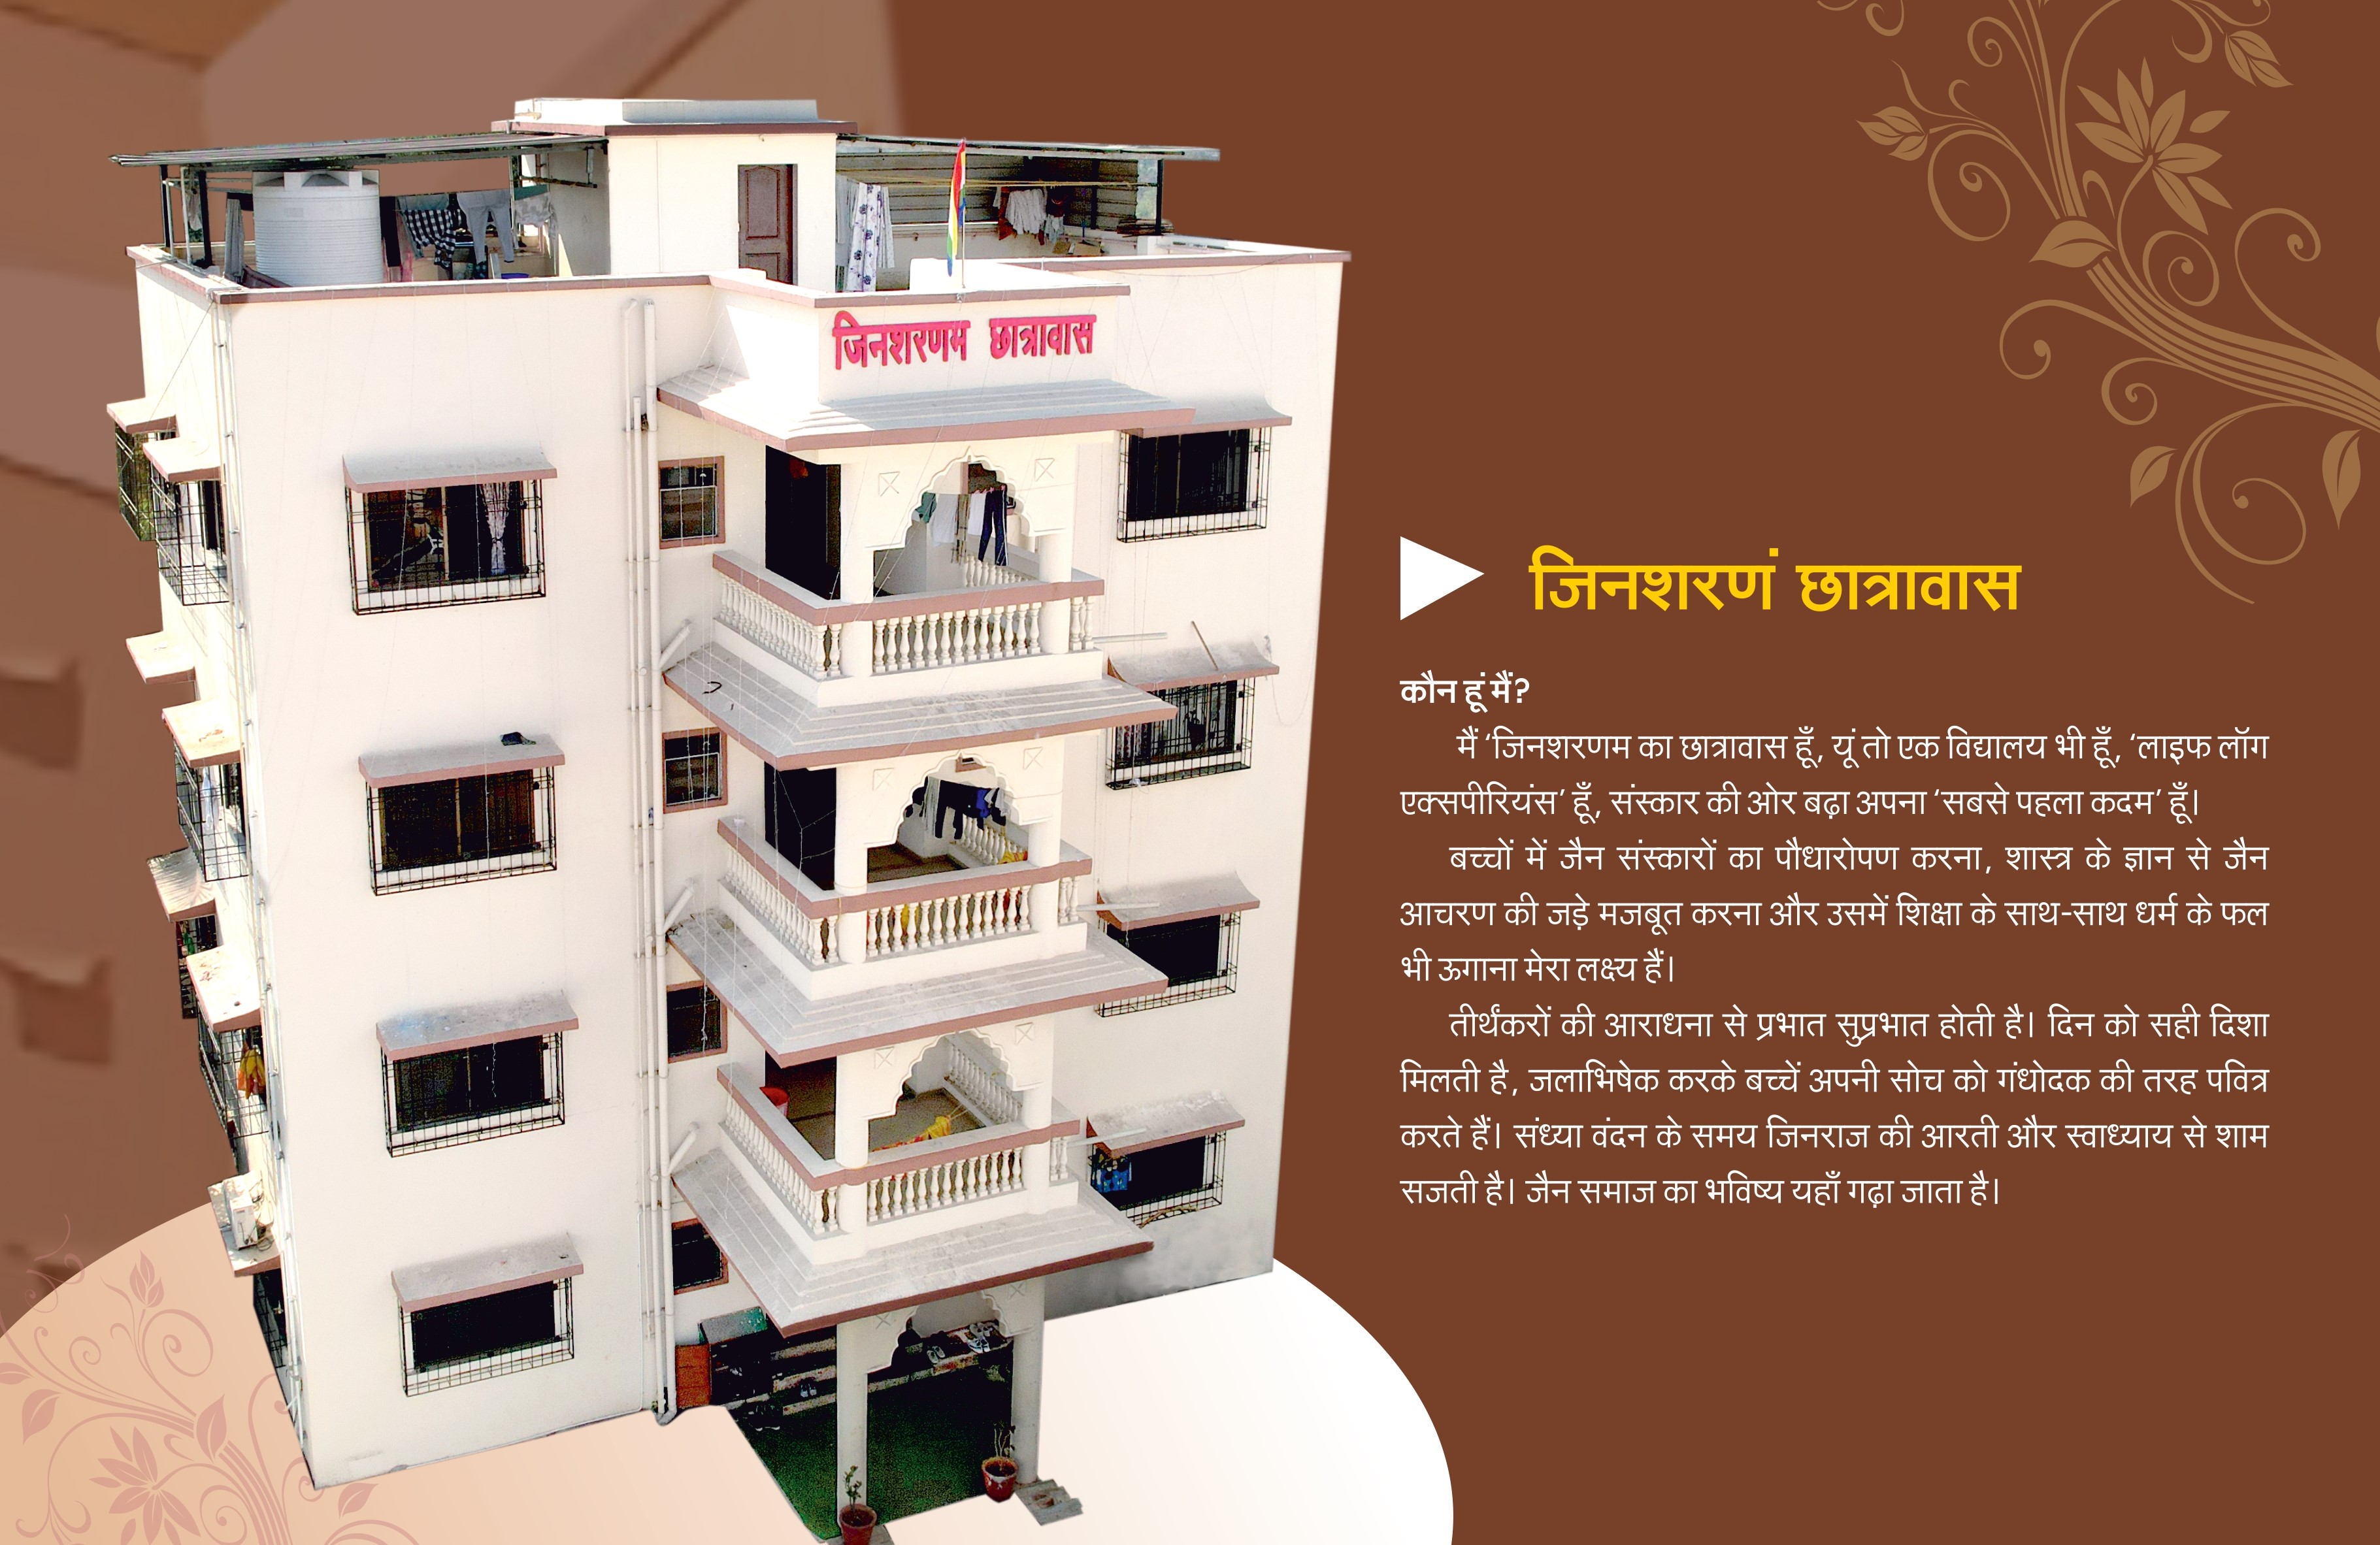 जिनशरणम छात्रावास
जिनशरणं छात्रावास
कौन हूं मैं?
मैं ‘जिनशरणम का छात्रावास हूँ, यूं तो एक विद्यालय भी हूँ, ‘लाइफ लॉग
एक्सपीरियंस’ हूँ, संस्कार की ओर बढ़ा अपना ‘सबसे पहला कदम’ हूँ।
बच्चों में जैन संस्कारों का पौधारोपण करना, शास्त्र के ज्ञान से जैन
आचरण की जड़े मजबूत करना और उसमें शिक्षा के साथ-साथ धर्म के फल
भी ऊगाना मेरा लक्ष्य हैं।
तीर्थंकरों की आराधना से प्रभात सुप्रभात होती है। दिन को सही दिशा
मिलती है, जलाभिषेक करके बच्चें अपनी सोच को गंधोदक की तरह पवित्र
करते हैं। संध्या वंदन के समय जिनराज की आरती और स्वाध्याय से शाम
सजती है। जैन समाज का भविष्य यहाँ गढ़ा जाता है।